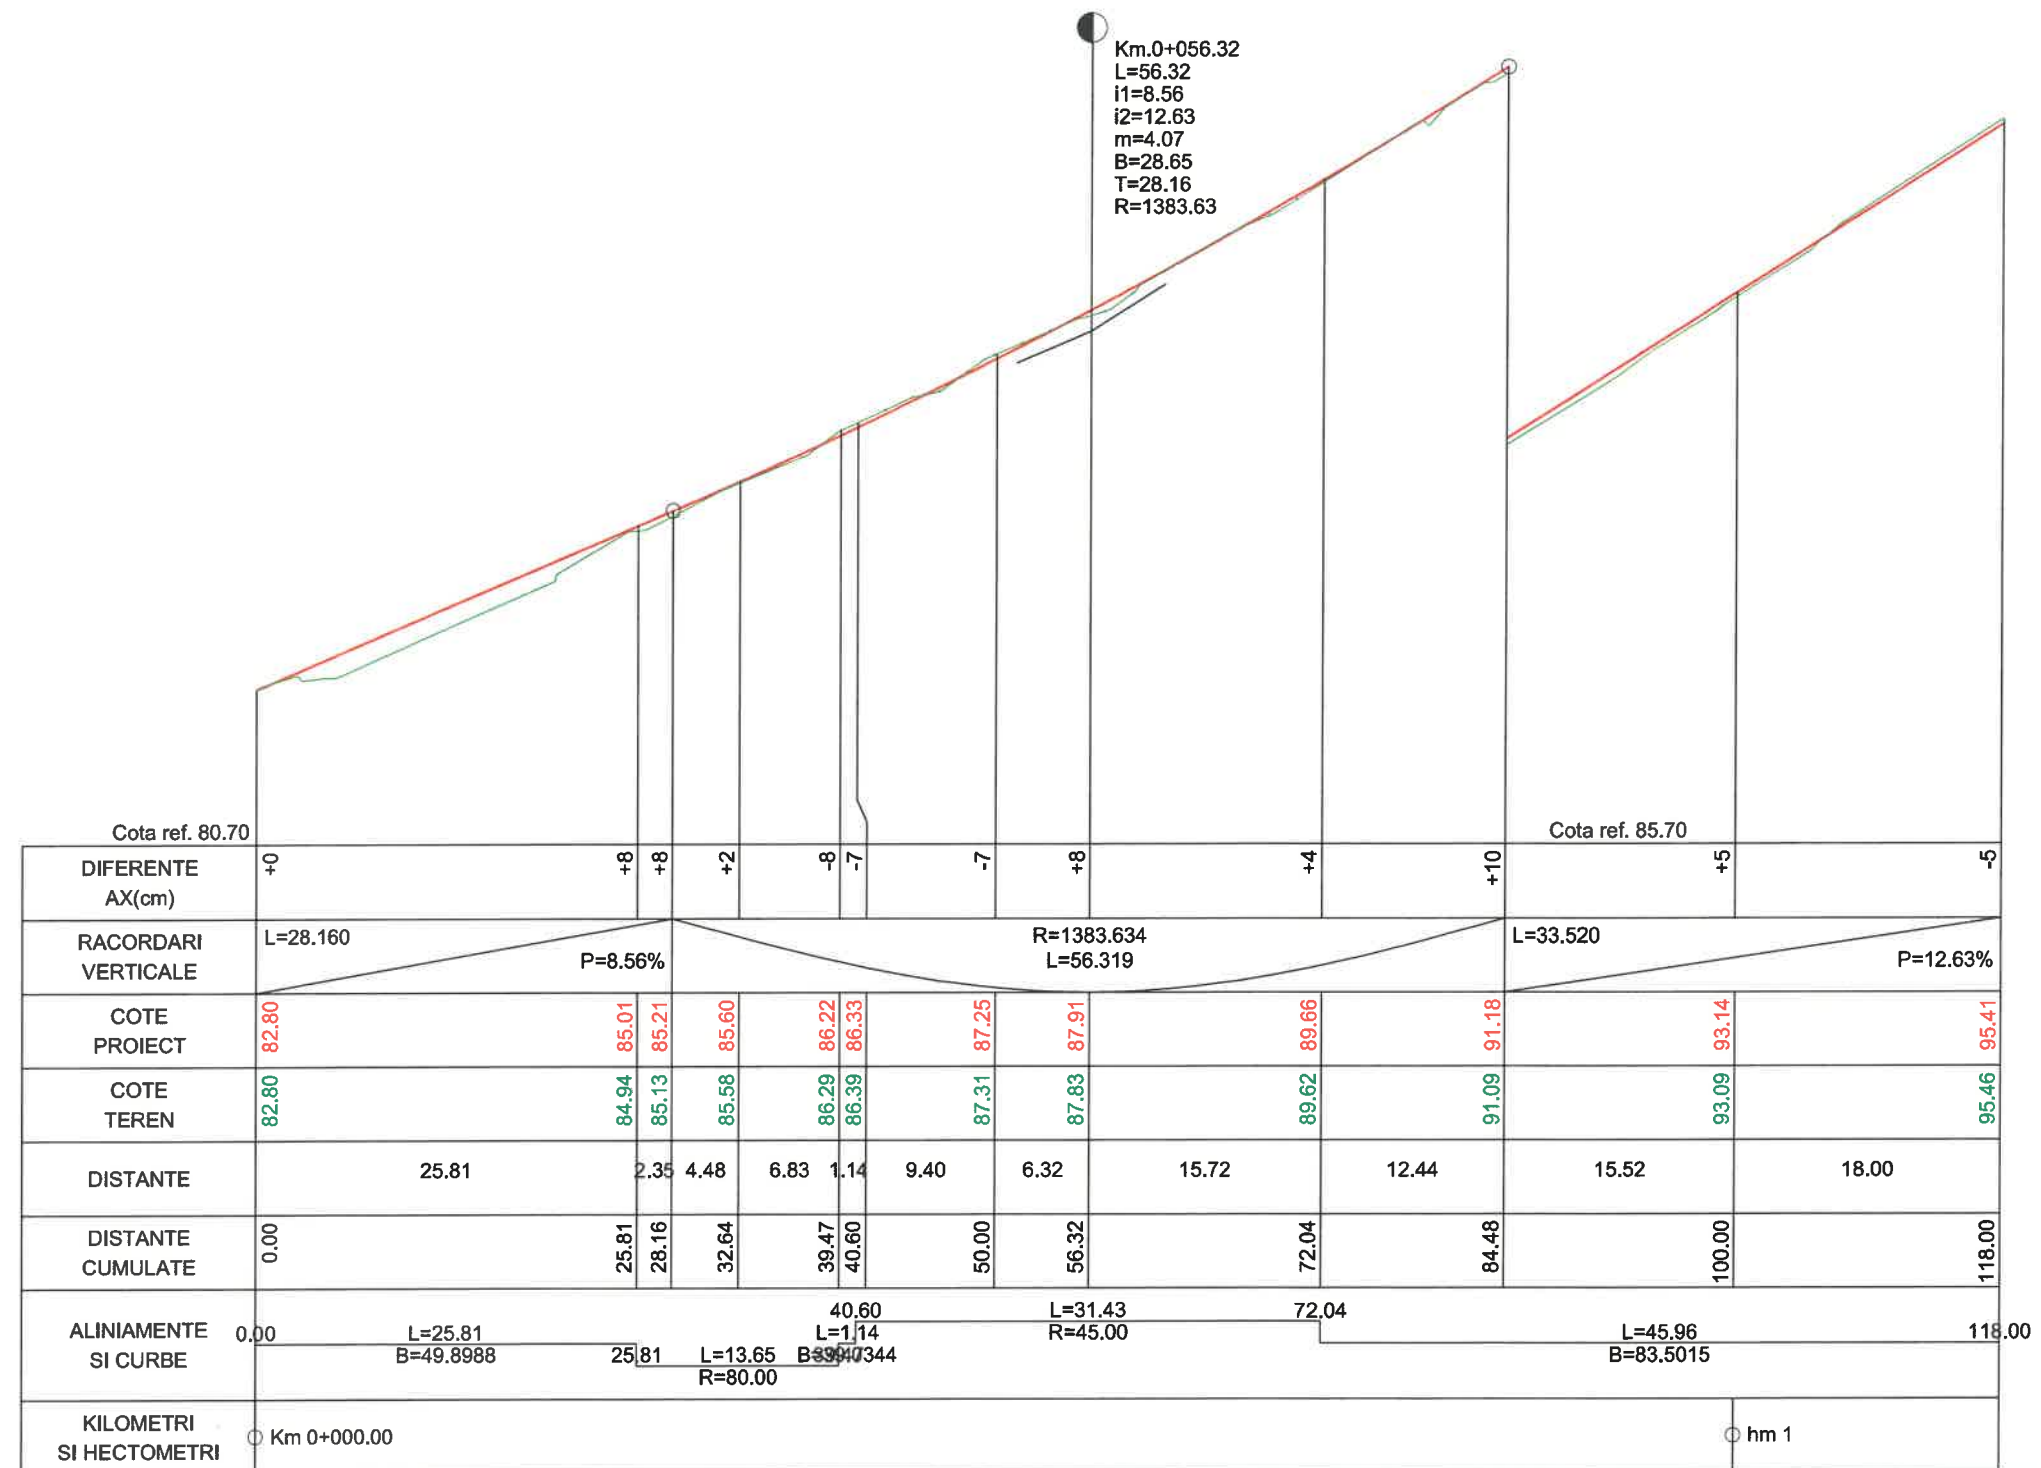 Km.0+056.32
L=56.32
i1=8.56
i2=12.63
m=4.07
B=28.65
T=28.16
R=1383.63
Cota ref. 80.70
Cota ref. 85.70
DIFERENTE
AX(cm)
+0 +8 +8 +2 -8 -7 -7 +8 +4 +10 +5 -5
RACORDARI
VERTICALE
L=28.160
P=8.56%
R=1383.634
L=56.319
L=33.520
P=12.63%
COTE
PROIECT
82.80 85.01 85.21 85.60 86.22 86.33 87.25 87.91 89.66 91.18 93.14 95.41
COTE
TEREN
82.80 84.94 85.13 85.58 86.29 86.39 87.31 87.83 89.62 91.09 93.09 95.46
DISTANTE
25.81 2.35 4.48 6.83 1.14 9.40 6.32 15.72 12.44 15.52 18.00
DISTANTE
CUMULATE
0.00 25.81 28.16 32.64 39.47 40.60 50.00 56.32 72.04 84.48 100.00 118.00
ALINIAMENTE
SI CURBE
0.00
L=25.81
B=49.8988
25.81
L=13.65
R=80.00
40.60
L=1.14
L=31.43
R=45.00
72.04
L=45.96
B=83.5015
118.00
KILOMETRI
SI HECTOMETRI
Km 0+000.00
hm 1